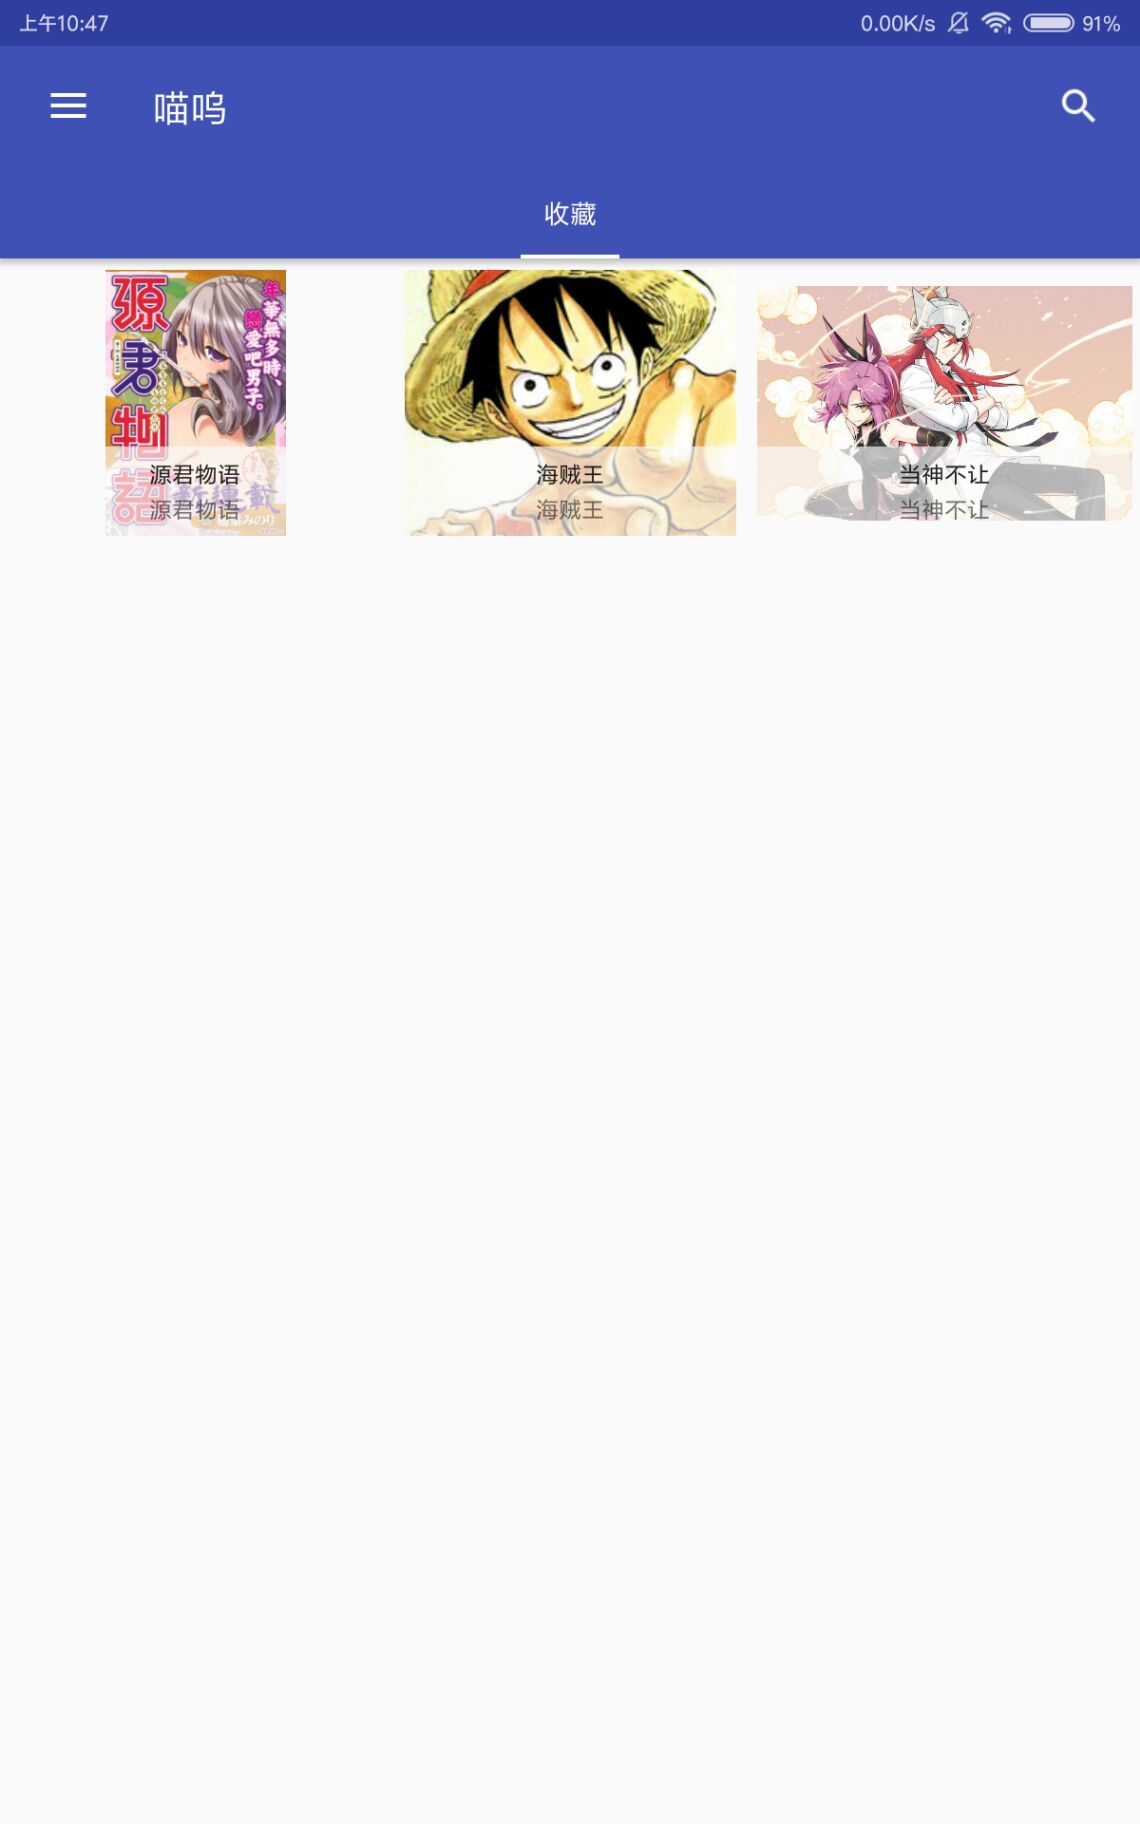 上午10:47
0.00K/s
91%
喵呜
收藏
源君物語
年華無多時、
戀愛吧男子。
新連載
源君物语
源君物语
海贼王
海贼王
当神不让
当神不让